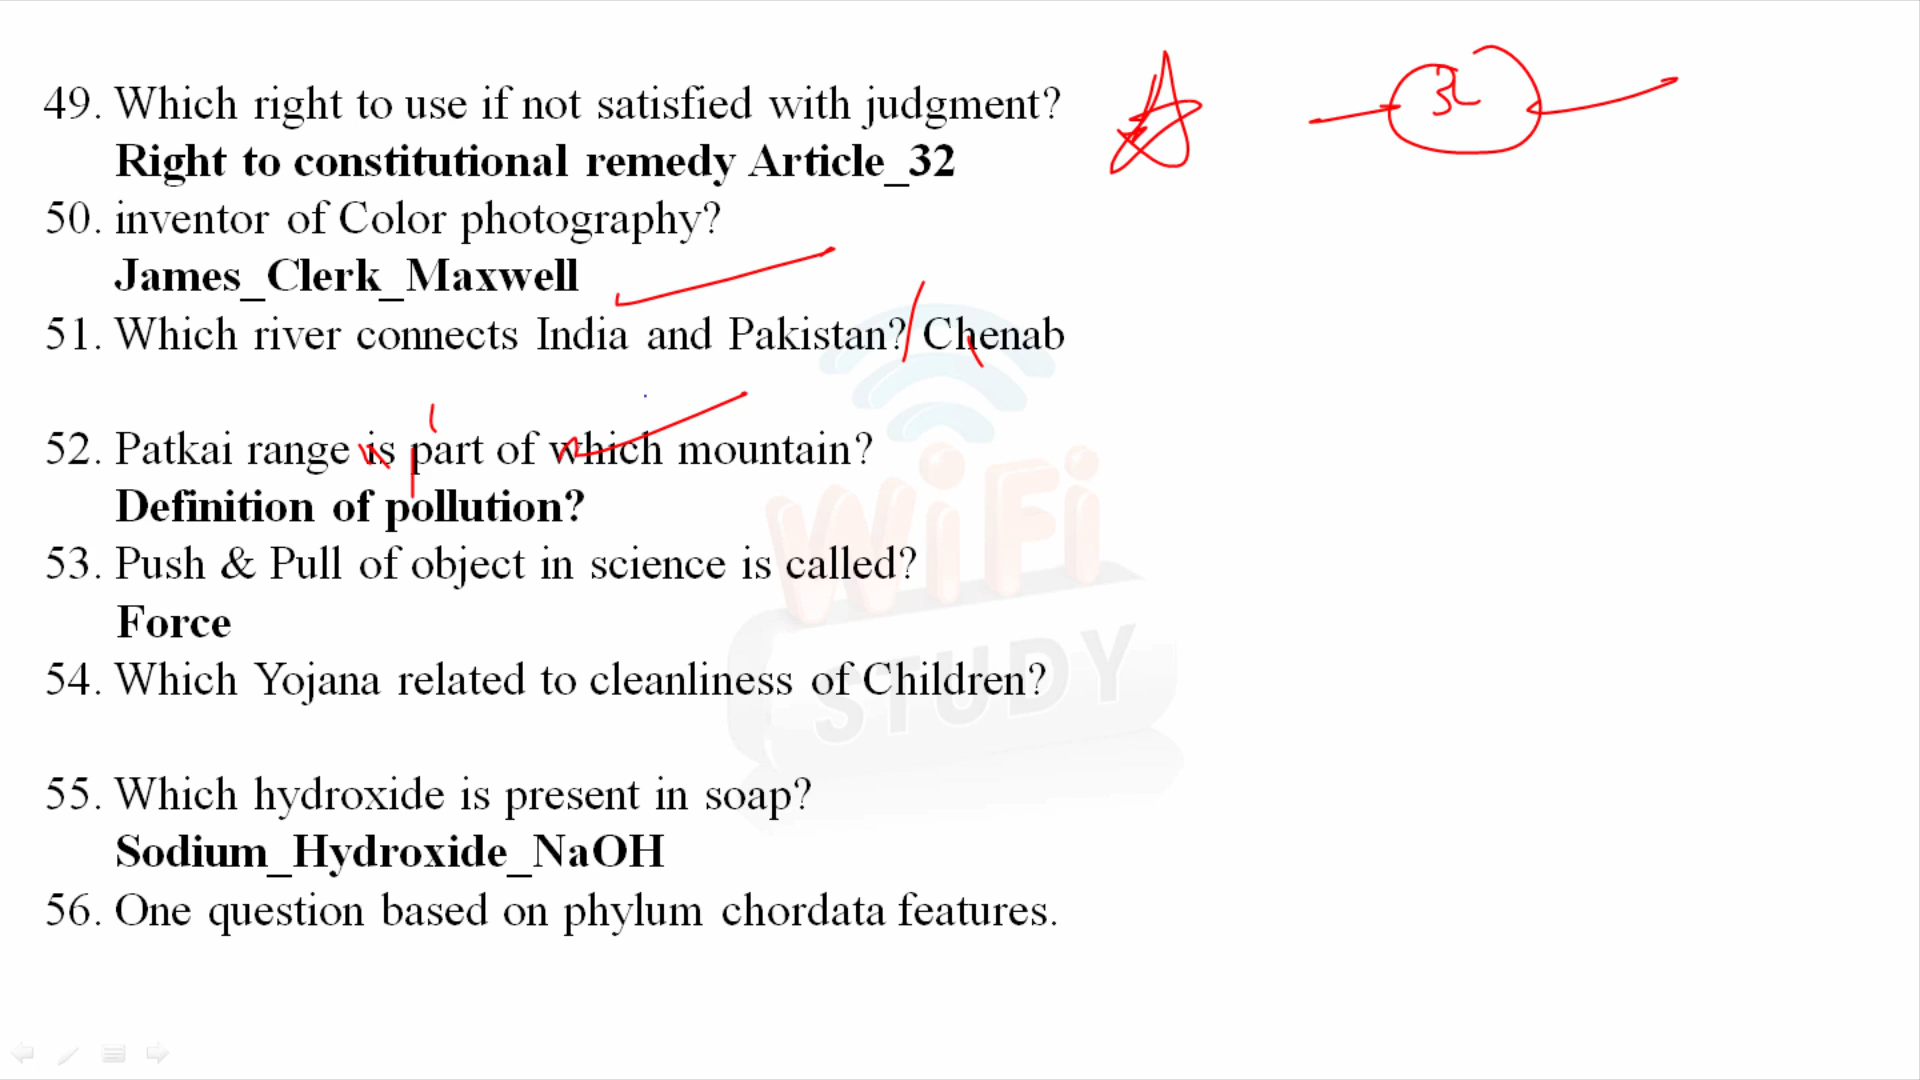 49. Which right to use if not satisfied with judgment?
Right to constitutional remedy Article_32
50. inventor of Color photography?
James_Clerk_Maxwell
51. Which river connects India and Pakistan? Chenab
52. Patkai range is part of which mountain?
Definition of pollution?
53. Push & Pull of object in science is called?
Force
54. Which Yojana related to cleanliness of Children?
55. Which hydroxide is present in soap?
Sodium_Hydroxide_NaOH
56. One question based on phylum chordata features.
32
WiFi
STUDY